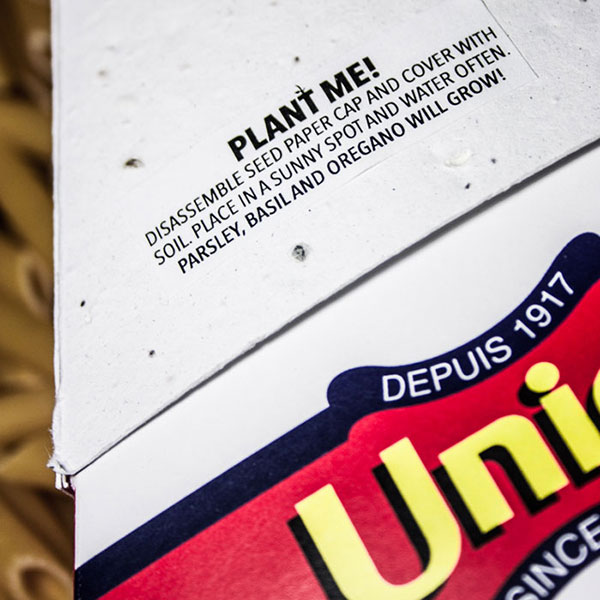 PLANT ME!
DISASSEMBLE SEED PAPER CAP AND COVER WITH
SOIL. PLACE IN A SUNNY SPOT AND WATER OFTEN.
PARSLEY, BASIL AND OREGANO WILL GROW!
DEPUIS 1917
Uni
SINCE